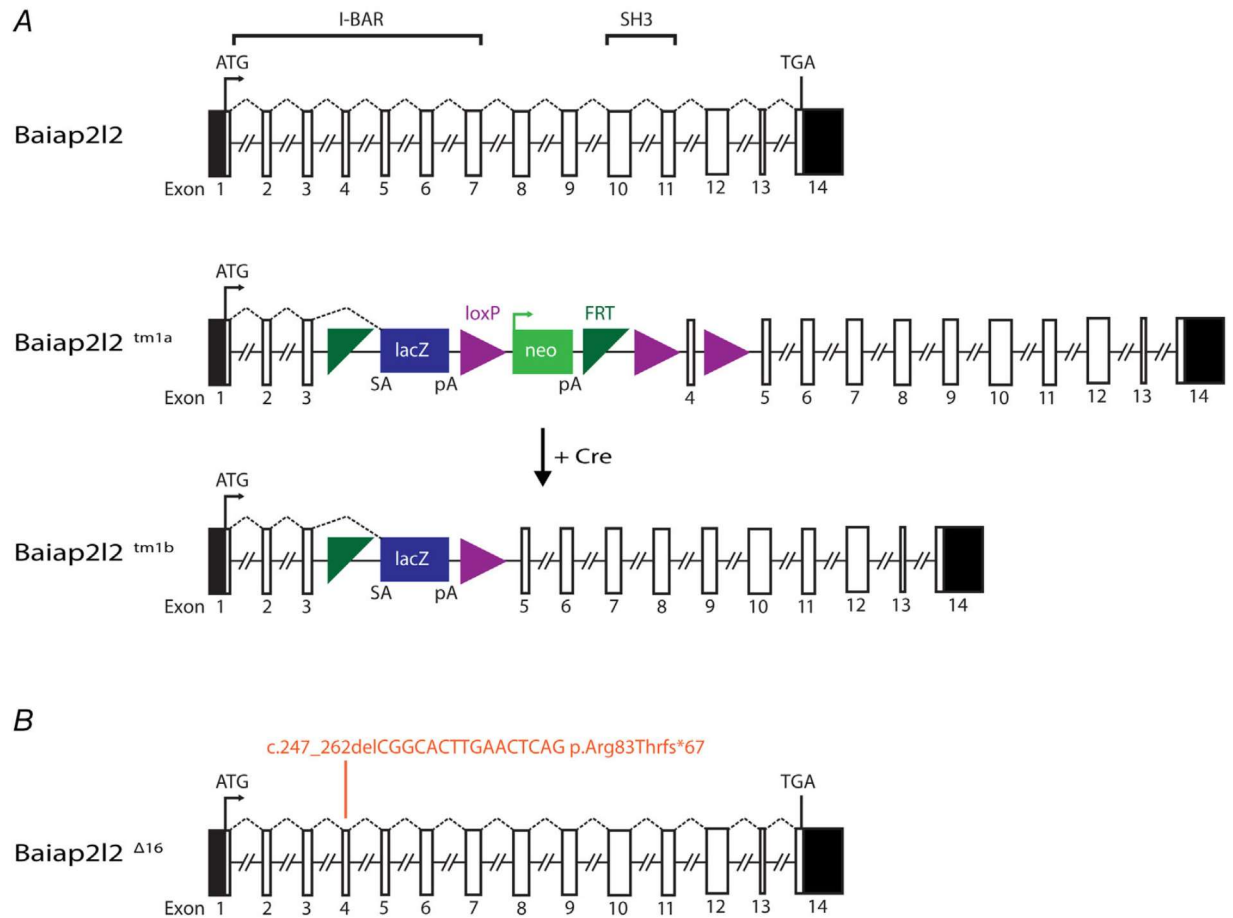 A
I-BAR SH3
ATG TGA
Baiap2l2
Exon 1 2 3 4 5 6 7 8 9 10 11 12 13 14
ATG
loxP FRT
Baiap2l2 tm1a
lacZ neo
SA pA pA
Exon 1 2 3 4 5 6 7 8 9 10 11 12 13 14
+ Cre
ATG
Baiap2l2 tm1b
lacZ
SA pA
Exon 1 2 3 5 6 7 8 9 10 11 12 13 14
B
c.247_262delCGGCACTTGAACTCAG p.Arg83Thrfs*67
ATG TGA
Baiap2l2 Δ16
Exon 1 2 3 4 5 6 7 8 9 10 11 12 13 14